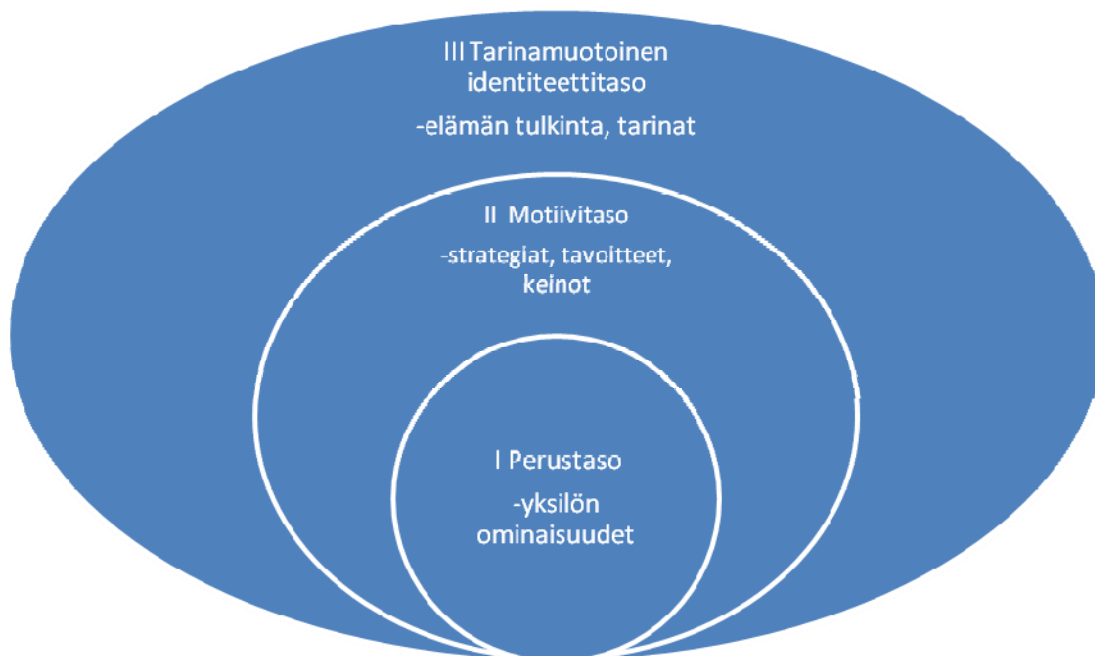 III Tarinamuotoinen
identiteettitaso
-elämän tulkinta, tarinat
II Motiivitaso
-strategiat, tavoitteet,
keinot
I Perustaso
-yksilön
ominaisuudet